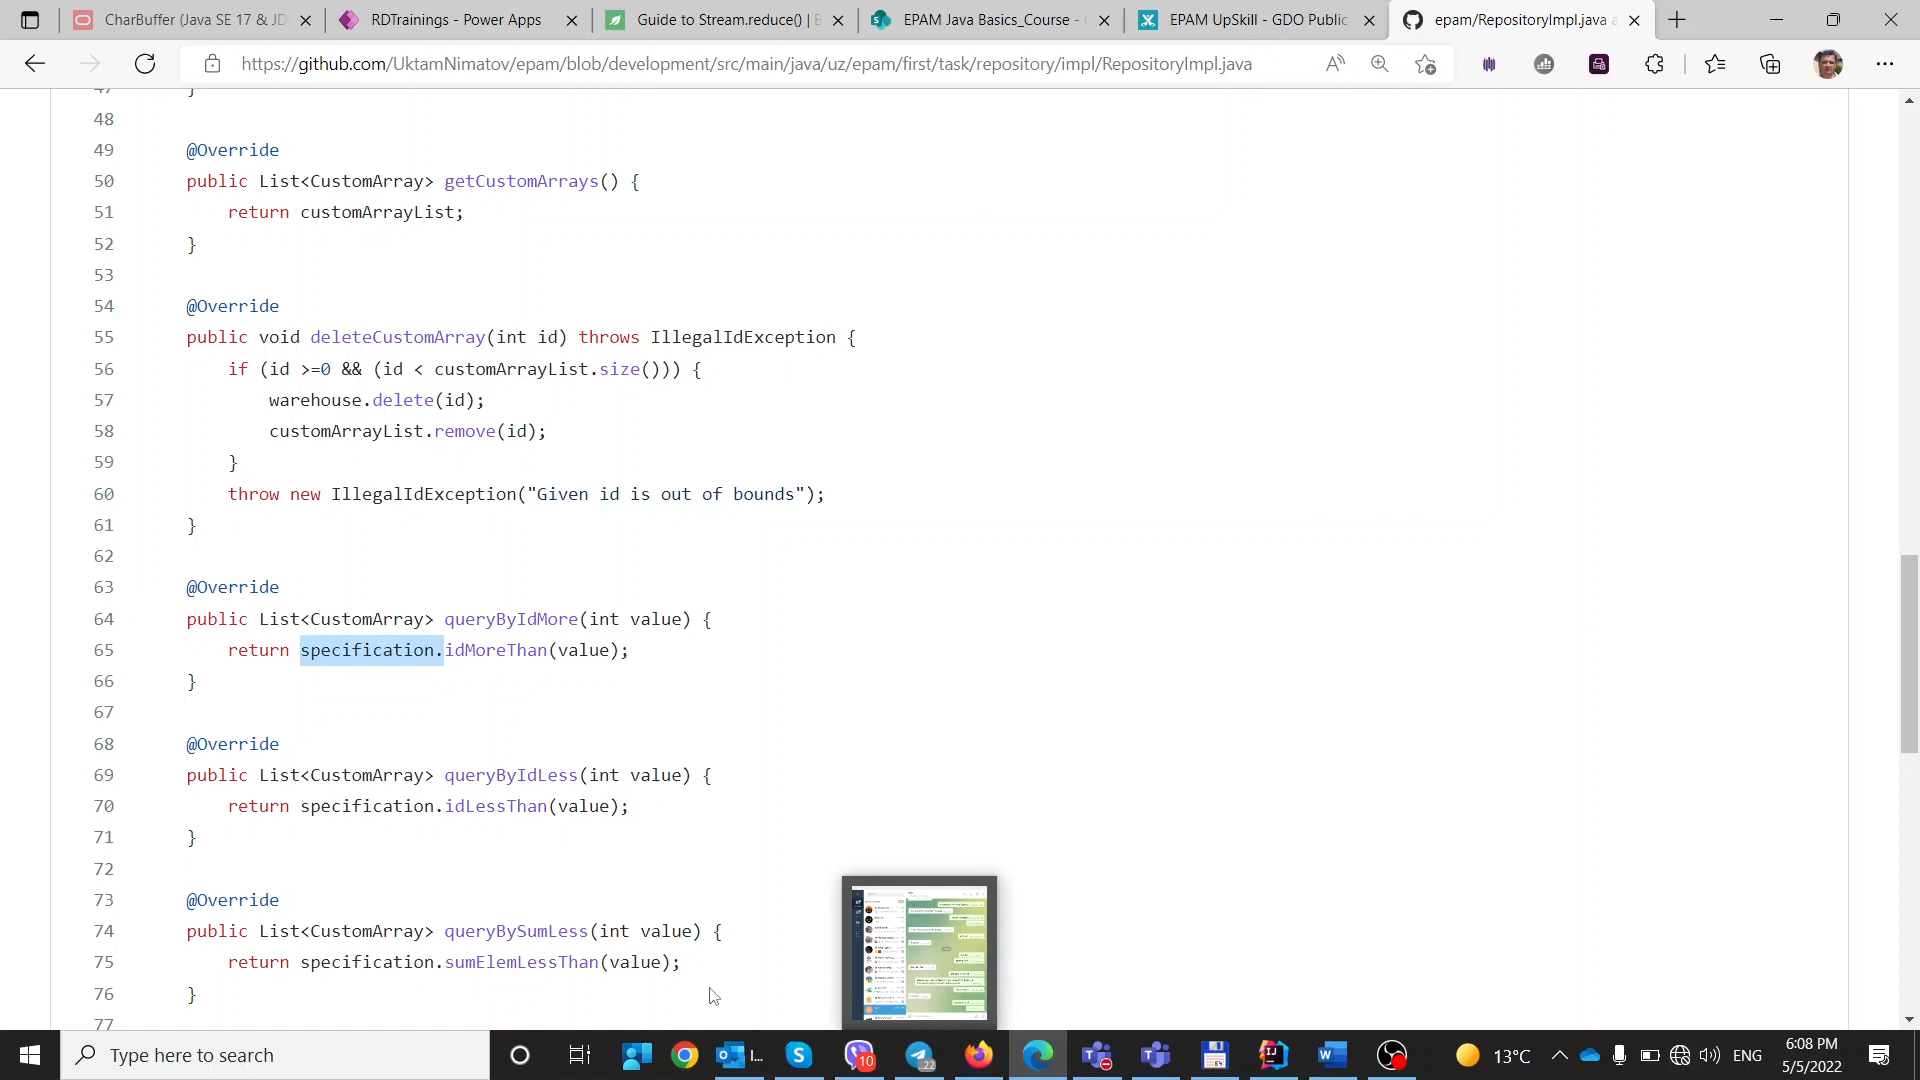 CharBuffer (Java SE 17 & JD
RDTrainings - Power Apps
Guide to Stream.reduce() | B
EPAM Java Basics_Course -
EPAM UpSkill - GDO Public
epam/RepositoryImpl.java a
https://github.com/UktamNimatov/epam/blob/development/src/main/java/uz/epam/first/task/repository/impl/RepositoryImpl.java
47 }
48
49 @Override
50 public List<CustomArray> getCustomArrays() {
51 return customArrayList;
52 }
53
54 @Override
55 public void deleteCustomArray(int id) throws IllegalIdException {
56 if (id >=0 && (id < customArrayList.size())) {
57 warehouse.delete(id);
58 customArrayList.remove(id);
59 }
60 throw new IllegalIdException("Given id is out of bounds");
61 }
62
63 @Override
64 public List<CustomArray> queryByIdMore(int value) {
65 return specification.idMoreThan(value);
66 }
67
68 @Override
69 public List<CustomArray> queryByIdLess(int value) {
70 return specification.idLessThan(value);
71 }
72
73 @Override
74 public List<CustomArray> queryBySumLess(int value) {
75 return specification.sumElemLessThan(value);
76 }
77
Type here to search
I...
10
22
13°C
ENG
6:08 PM
5/5/2022